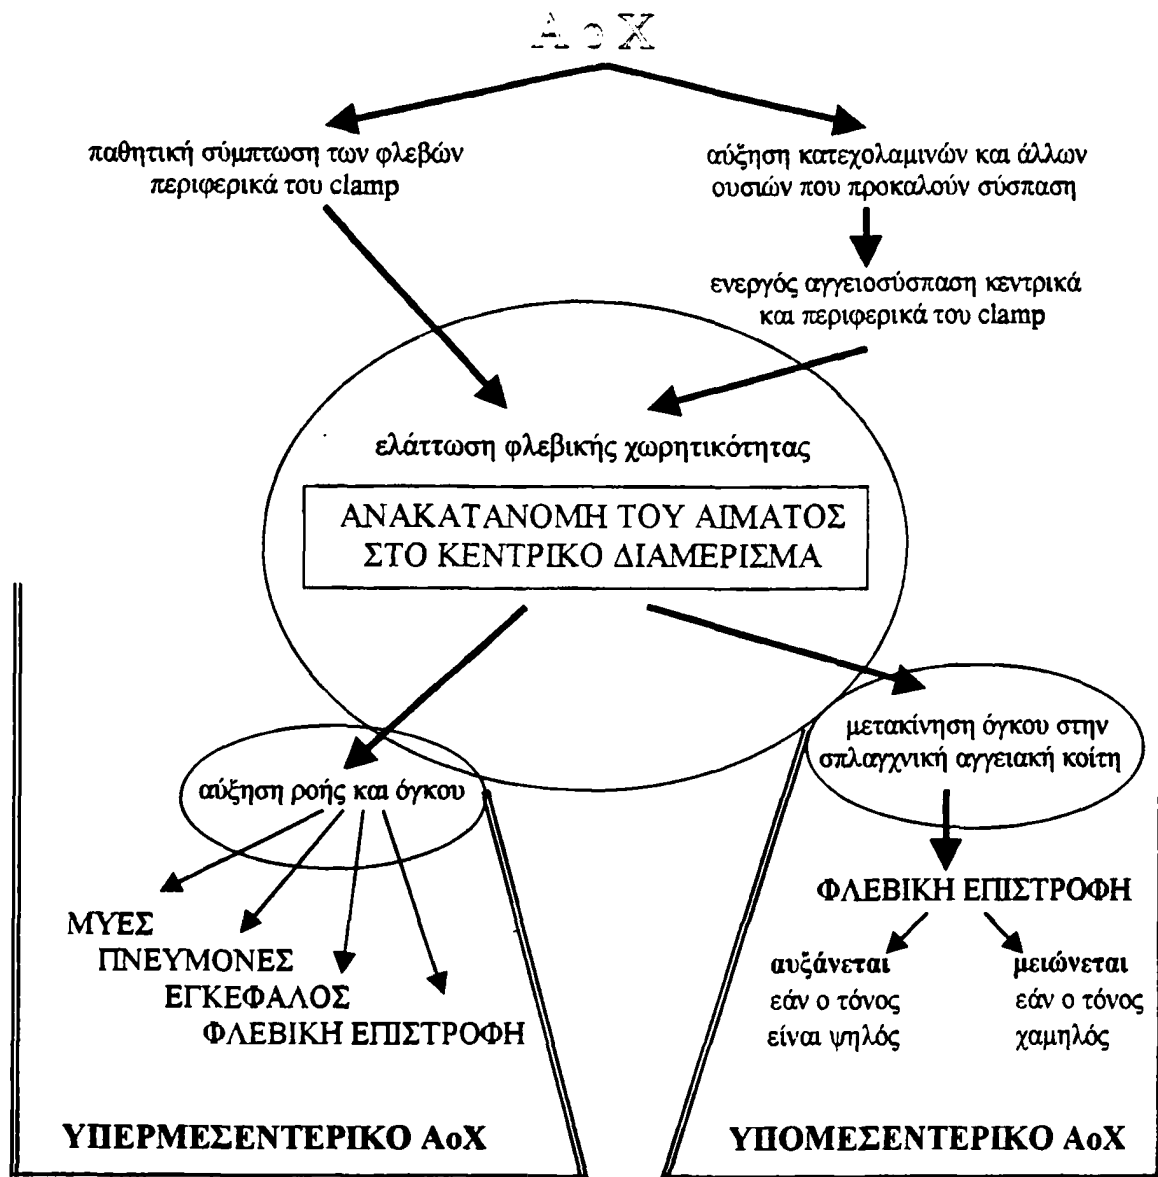 ΑοΧ
παθητική σύμπτωση των φλεβών
περιφερικά του clamp
αύξηση κατεχολαμινών και άλλων
ουσιών που προκαλούν σύσπαση
ενεργός αγγειοσύσπαση κεντρικά
και περιφερικά του clamp
ελάττωση φλεβικής χωρητικότητας
ΑΝΑΚΑΤΑΝΟΜΗ ΤΟΥ ΑΙΜΑΤΟΣ
ΣΤΟ ΚΕΝΤΡΙΚΟ ΔΙΑΜΕΡΙΣΜΑ
αύξηση ροής και όγκου
ΜΥΕΣ
ΠΝΕΥΜΟΝΕΣ
ΕΓΚΕΦΑΛΟΣ
ΦΛΕΒΙΚΗ ΕΠΙΣΤΡΟΦΗ
ΥΠΕΡΜΕΣΕΝΤΕΡΙΚΟ ΑοΧ
μετακίνηση όγκου στην
σπλαγχνική αγγειακή κοίτη
ΦΛΕΒΙΚΗ ΕΠΙΣΤΡΟΦΗ
αυξάνεται
εάν ο τόνος
είναι ψηλός
μειώνεται
εάν ο τόνος
χαμηλός
ΥΠΟΜΕΣΕΝΤΕΡΙΚΟ ΑοΧ